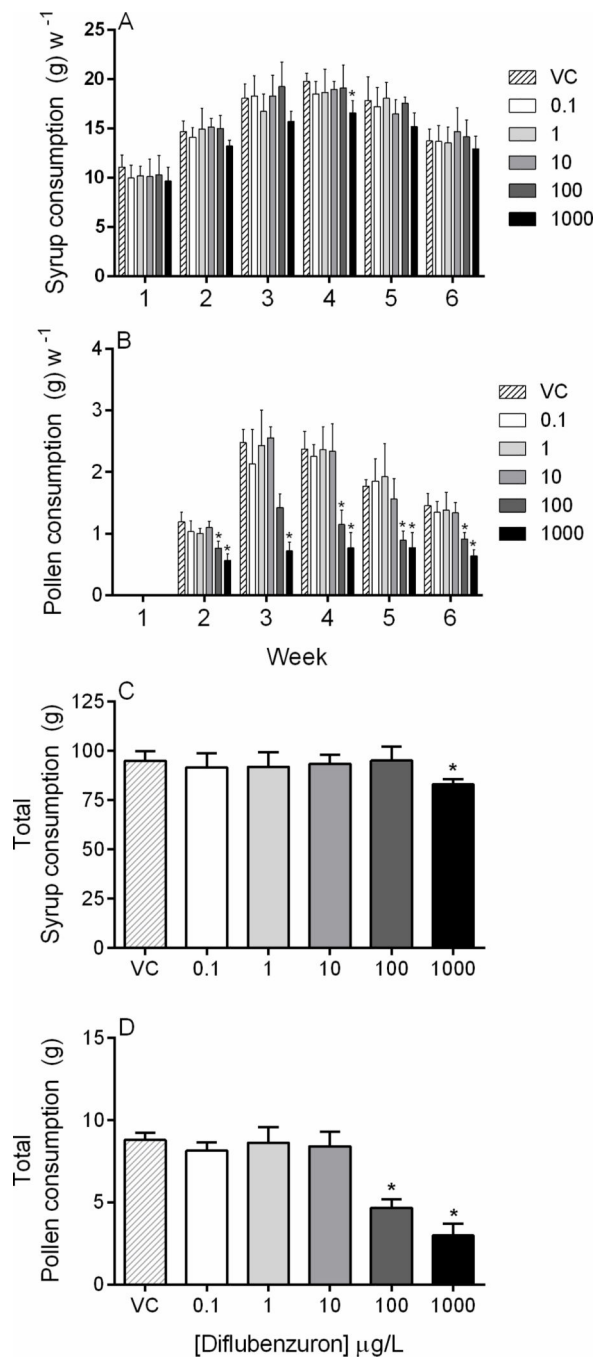 A
Syrup consumption (g) w⁻¹
25
20
15
10
5
0
1 2 3 4 5 6
*
VC
0.1
1
10
100
1000
B
Pollen consumption (g) w⁻¹
4
3
2
1
0
1 2 3 4 5 6
* * * * * * * * *
Week
VC
0.1
1
10
100
1000
C
Total
Syrup consumption (g)
125
100
75
50
25
0
*
VC 0.1 1 10 100 1000
D
Total
Pollen consumption (g)
15
10
5
0
* *
VC 0.1 1 10 100 1000
[Diflubenzuron] μg/L